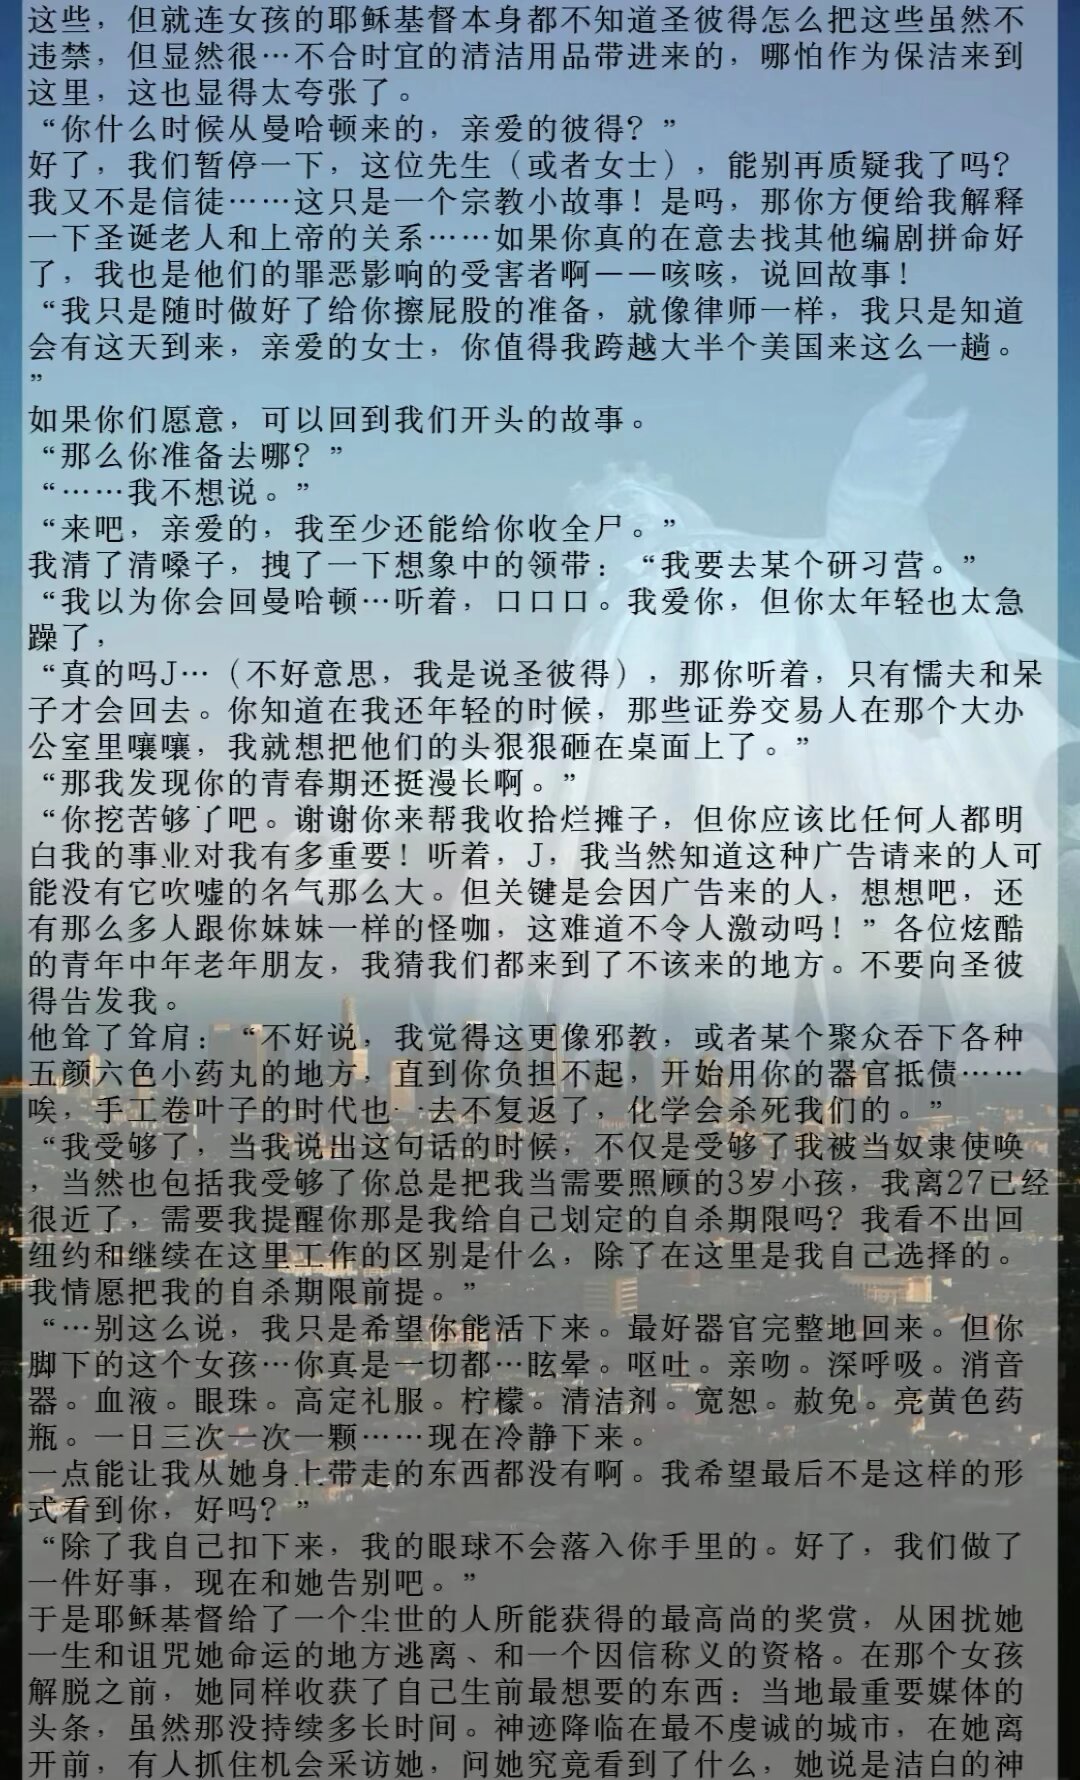 这些，但就连女孩的耶稣基督本身都不知道圣彼得怎么把这些虽然不
违禁，但显然很…不合时宜的清洁用品带进来的，哪怕作为保洁来到
这里，这也显得太夸张了。
“你什么时候从曼哈顿来的，亲爱的彼得？”
好了，我们暂停一下，这位先生（或者女士），能别再质疑我了吗？
我又不是信徒……这只是一个宗教小故事！是吗，那你方便给我解释
一下圣诞老人和上帝的关系……如果你真的在意去找其他编剧拼命好
了，我也是他们的罪恶影响的受害者啊——咳咳，说回故事！
“我只是随时做好了给你擦屁股的准备，就像律师一样，我只是知道
会有这天到来，亲爱的女士，你值得我跨越大半个美国来这么一趟。
”
如果你们愿意，可以回到我们开头的故事。
“那么你准备去哪？”
“……我不想说。”
“来吧，亲爱的，我至少还能给你收全尸。”
我清了清嗓子，拽了一下想象中的领带：“我要去某个研习营。”
“我以为你会回曼哈顿…听着，口口口。我爱你，但你太年轻也太急
躁了，
“真的吗J…（不好意思，我是说圣彼得），那你听着，只有懦夫和呆
子才会回去。你知道在我还年轻的时候，那些证券交易人在那个大办
公室里嚷嚷，我就想把他们的头狠狠砸在桌面上了。”
“那我发现你的青春期还挺漫长啊。”
“你挖苦够了吧。谢谢你来帮我收拾烂摊子，但你应该比任何人都明
白我的事业对我有多重要！听着，J，我当然知道这种广告请来的人可
能没有它吹嘘的名气那么大。但关键是会因广告来的人，想想吧，还
有那么多人跟你妹妹一样的怪咖，这难道不令人激动吗！”各位炫酷
的青年中年老年朋友，我猜我们都来到了不该来的地方。不要向圣彼
得告发我。
他耸了耸肩：“不好说，我觉得这更像邪教，或者某个聚众吞下各种
五颜六色小药丸的地方，直到你负担不起，开始用你的器官抵债……
唉，手工卷叶子的时代也一去不复返了，化学会杀死我们的。”
“我受够了，当我说出这句话的时候，不仅是受够了我被当奴隶使唤
，当然也包括我受够了你总是把我当需要照顾的3岁小孩，我离27已经
很近了，需要我提醒你那是我给自己划定的自杀期限吗？我看不出回
纽约和继续在这里工作的区别是什么，除了在这里是我自己选择的。
我情愿把我的自杀期限前提。”
“…别这么说，我只是希望你能活下来。最好器官完整地回来。但你
脚下的这个女孩…你真是一切都…眩晕。呕吐。亲吻。深呼吸。消音
器。血液。眼珠。高定礼服。柠檬。清洁剂。宽恕。赦免。亮黄色药
瓶。一日三次一次一颗……现在冷静下来。
一点能让我从她身上带走的东西都没有啊。我希望最后不是这样的形
式看到你，好吗？”
“除了我自己扣下来，我的眼球不会落入你手里的。好了，我们做了
一件好事，现在和她告别吧。”
于是耶稣基督给了一个尘世的人所能获得的最高尚的奖赏，从困扰她
一生和诅咒她命运的地方逃离、和一个因信称义的资格。在那个女孩
解脱之前，她同样收获了自己生前最想要的东西：当地最重要媒体的
头条，虽然那没持续多长时间。神迹降临在最不虔诚的城市，在她离
开前，有人抓住机会采访她，问她究竟看到了什么，她说是洁白的神